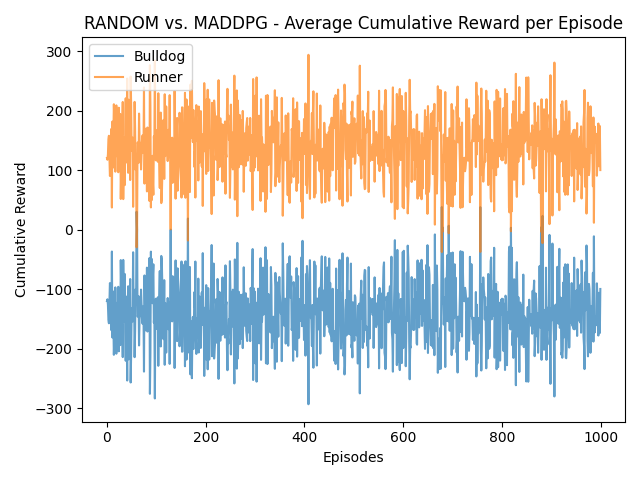 RANDOM vs. MADDPG - Average Cumulative Reward per Episode
Bulldog
Runner
Cumulative Reward
300
200
100
0
−100
−200
−300
0
200
400
600
800
1000
Episodes